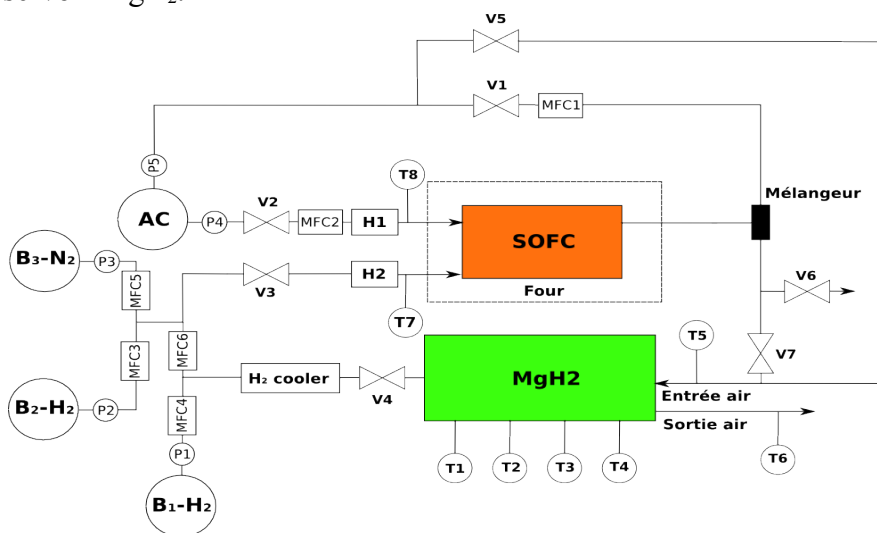 V5
V1
MFC1
P5
T8
V2
Mélangeur
AC
P4
MFC2
H1
SOFC
B₃-N₂
P3
MFC5
V3
H2
Four
V6
T7
MFC3
MFC6
T5
V7
H₂ cooler
V4
MgH2
Entrée air
B₂-H₂
P2
MFC4
Sortie air
P1
T1
T2
T3
T4
T6
B₁-H₂